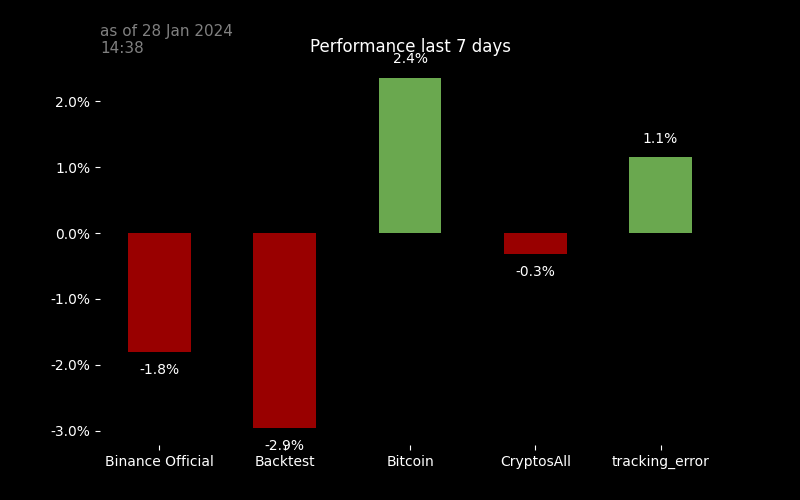 as of 28 Jan 2024
14:38
Performance last 7 days
2.4%
2.0%
1.1%
1.0%
0.0%
-0.3%
-1.0%
-2.0%
-1.8%
-3.0%
-2.9%
Binance Official
Backtest
Bitcoin
CryptosAll
tracking_error